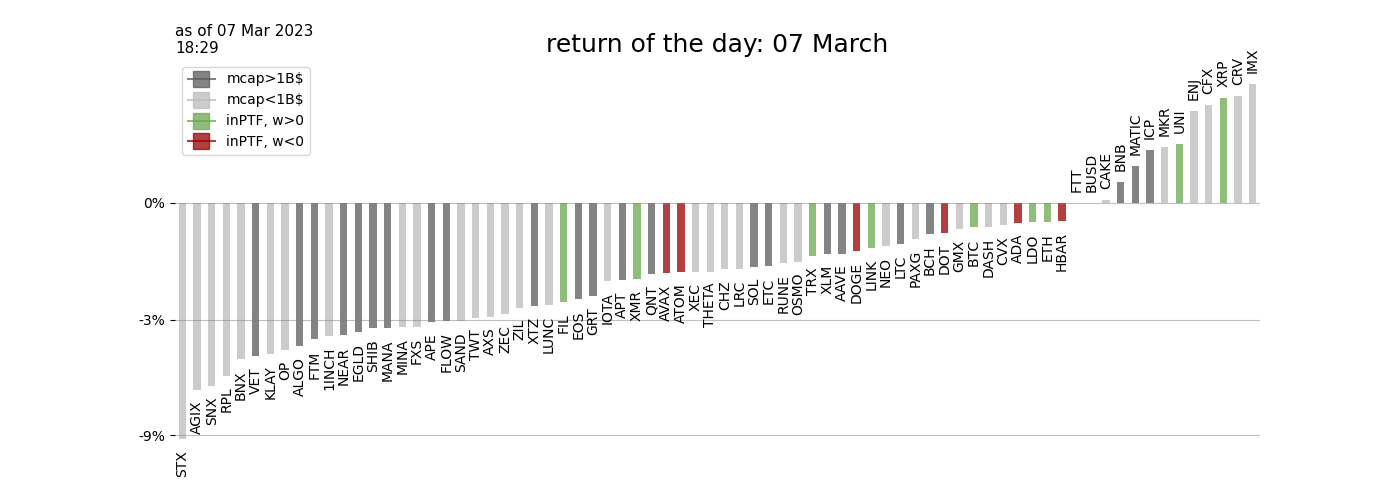 as of 07 Mar 2023
18:29
return of the day: 07 March
mcap>1B$
mcap<1B$
inPTF, w>0
inPTF, w<0
0%
-3%
-9%
STX
AGIX
SNX
RPL
BNX
VET
KLAY
OP
ALGO
FTM
1INCH
NEAR
EGLD
SHIB
MANA
MINA
FXS
APE
FLOW
SAND
TWT
AXS
ZEC
ZIL
XTZ
LUNC
FIL
EOS
GRT
IOTA
APT
XMR
QNT
AVAX
ATOM
XEC
THETA
CHZ
LRC
SOL
ETC
RUNE
OSMO
TRX
XLM
AAVE
DOGE
LINK
NEO
LTC
PAXG
BCH
DOT
GMX
BTC
DASH
CVX
ADA
LDO
ETH
HBAR
FTT
BUSD
CAKE
BNB
MATIC
ICP
MKR
UNI
ENJ
CFX
XRP
CRV
IMX